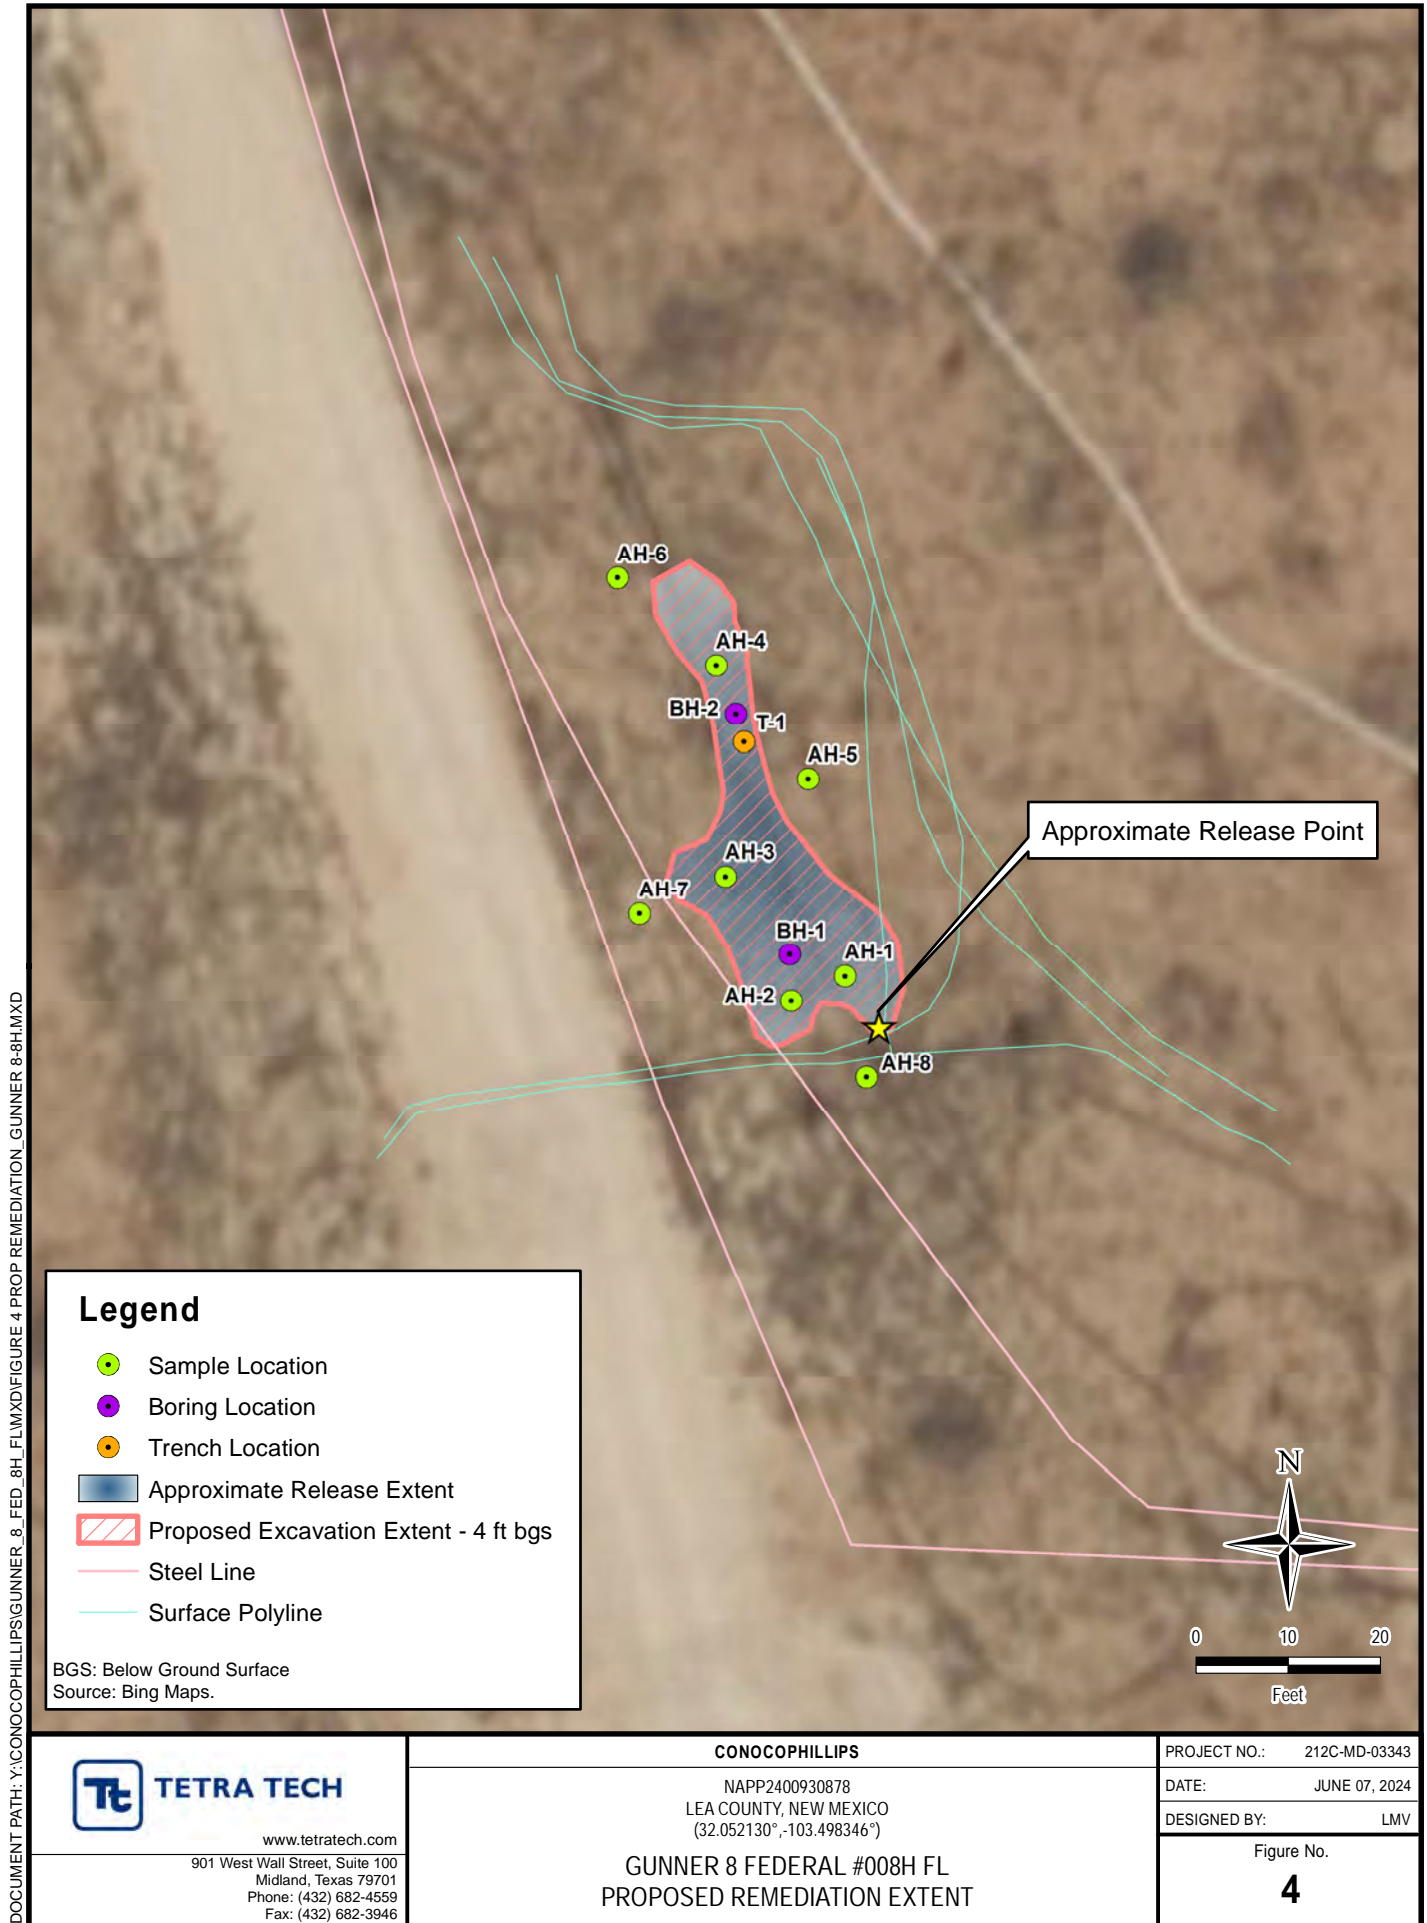 AH-6
AH-4
BH-2
T-1
AH-5
Approximate Release Point
AH-3
AH-7
BH-1
AH-1
AH-2
AH-8
Legend
Sample Location
Boring Location
Trench Location
Approximate Release Extent
Proposed Excavation Extent - 4 ft bgs
Steel Line
Surface Polyline
BGS: Below Ground Surface
Source: Bing Maps.
N
0 10 20
Feet
DOCUMENT PATH: Y:\CONOCOPHILLIPS\GUNNER_8_FED_8H_FL\MXD\FIGURE 4 PROP REMEDIATION_GUNNER 8-8H.MXD
Tt TETRA TECH
www.tetratech.com
901 West Wall Street, Suite 100
Midland, Texas 79701
Phone: (432) 682-4559
Fax: (432) 682-3946
CONOCOPHILLIPS
NAPP2400930878
LEA COUNTY, NEW MEXICO
(32.052130°,-103.498346°)
GUNNER 8 FEDERAL #008H FL
PROPOSED REMEDIATION EXTENT
PROJECT NO.: 212C-MD-03343
DATE: JUNE 07, 2024
DESIGNED BY: LMV
Figure No.
4